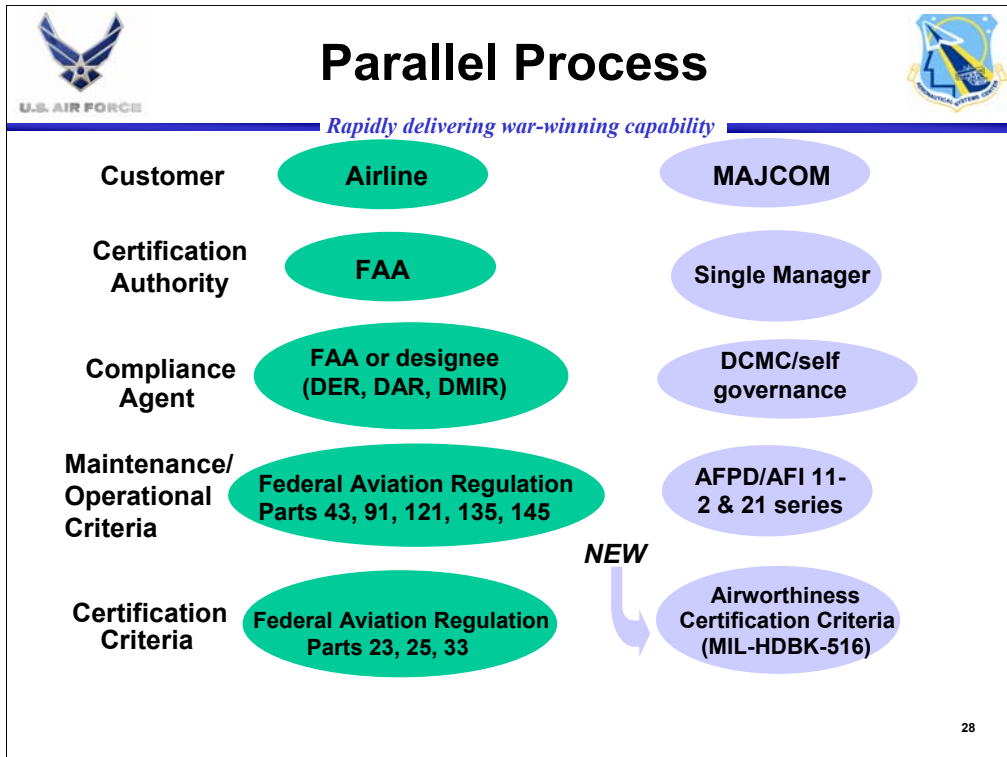 Parallel Process
U.S. AIR FORCE
AERONAUTICAL SYSTEMS CENTER
Rapidly delivering war-winning capability
Customer
Airline
MAJCOM
Certification
Authority
FAA
Single Manager
Compliance
Agent
FAA or designee
(DER, DAR, DMIR)
DCMC/self
governance
Maintenance/
Operational
Criteria
Federal Aviation Regulation
Parts 43, 91, 121, 135, 145
AFPD/AFI 11-
2 & 21 series
NEW
Certification
Criteria
Federal Aviation Regulation
Parts 23, 25, 33
Airworthiness
Certification Criteria
(MIL-HDBK-516)
28